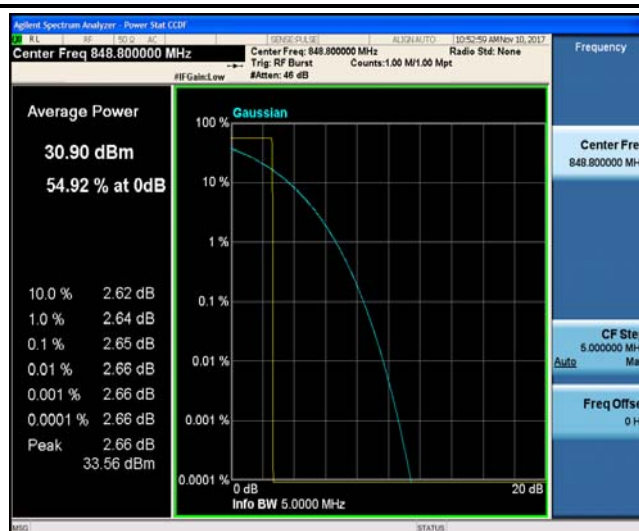 Agilent Spectrum Analyzer - Power Stat CCDF
RL RF 50 Ω AC SENSE:PULSE ALIGN AUTO 10:52:59 AM Nov 10, 2017
Center Freq 848.800000 MHz
Center Freq: 848.800000 MHz Radio Std: None
Trig: RF Burst Counts:1.00 M/1.00 Mpt
#IFGain:Low #Atten: 46 dB
Frequency
Average Power
30.90 dBm
54.92 % at 0dB
10.0 % 2.62 dB
1.0 % 2.64 dB
0.1 % 2.65 dB
0.01 % 2.66 dB
0.001 % 2.66 dB
0.0001 % 2.66 dB
Peak 2.66 dB
33.56 dBm
Gaussian
100 %
10 %
1 %
0.1 %
0.01 %
0.001 %
0.0001 %
0 dB 20 dB
Info BW 5.0000 MHz
Center Fre
848.800000 MH
CF Ste
5.000000 MH
Auto Ma
Freq Offse
0 H
MSG STATUS